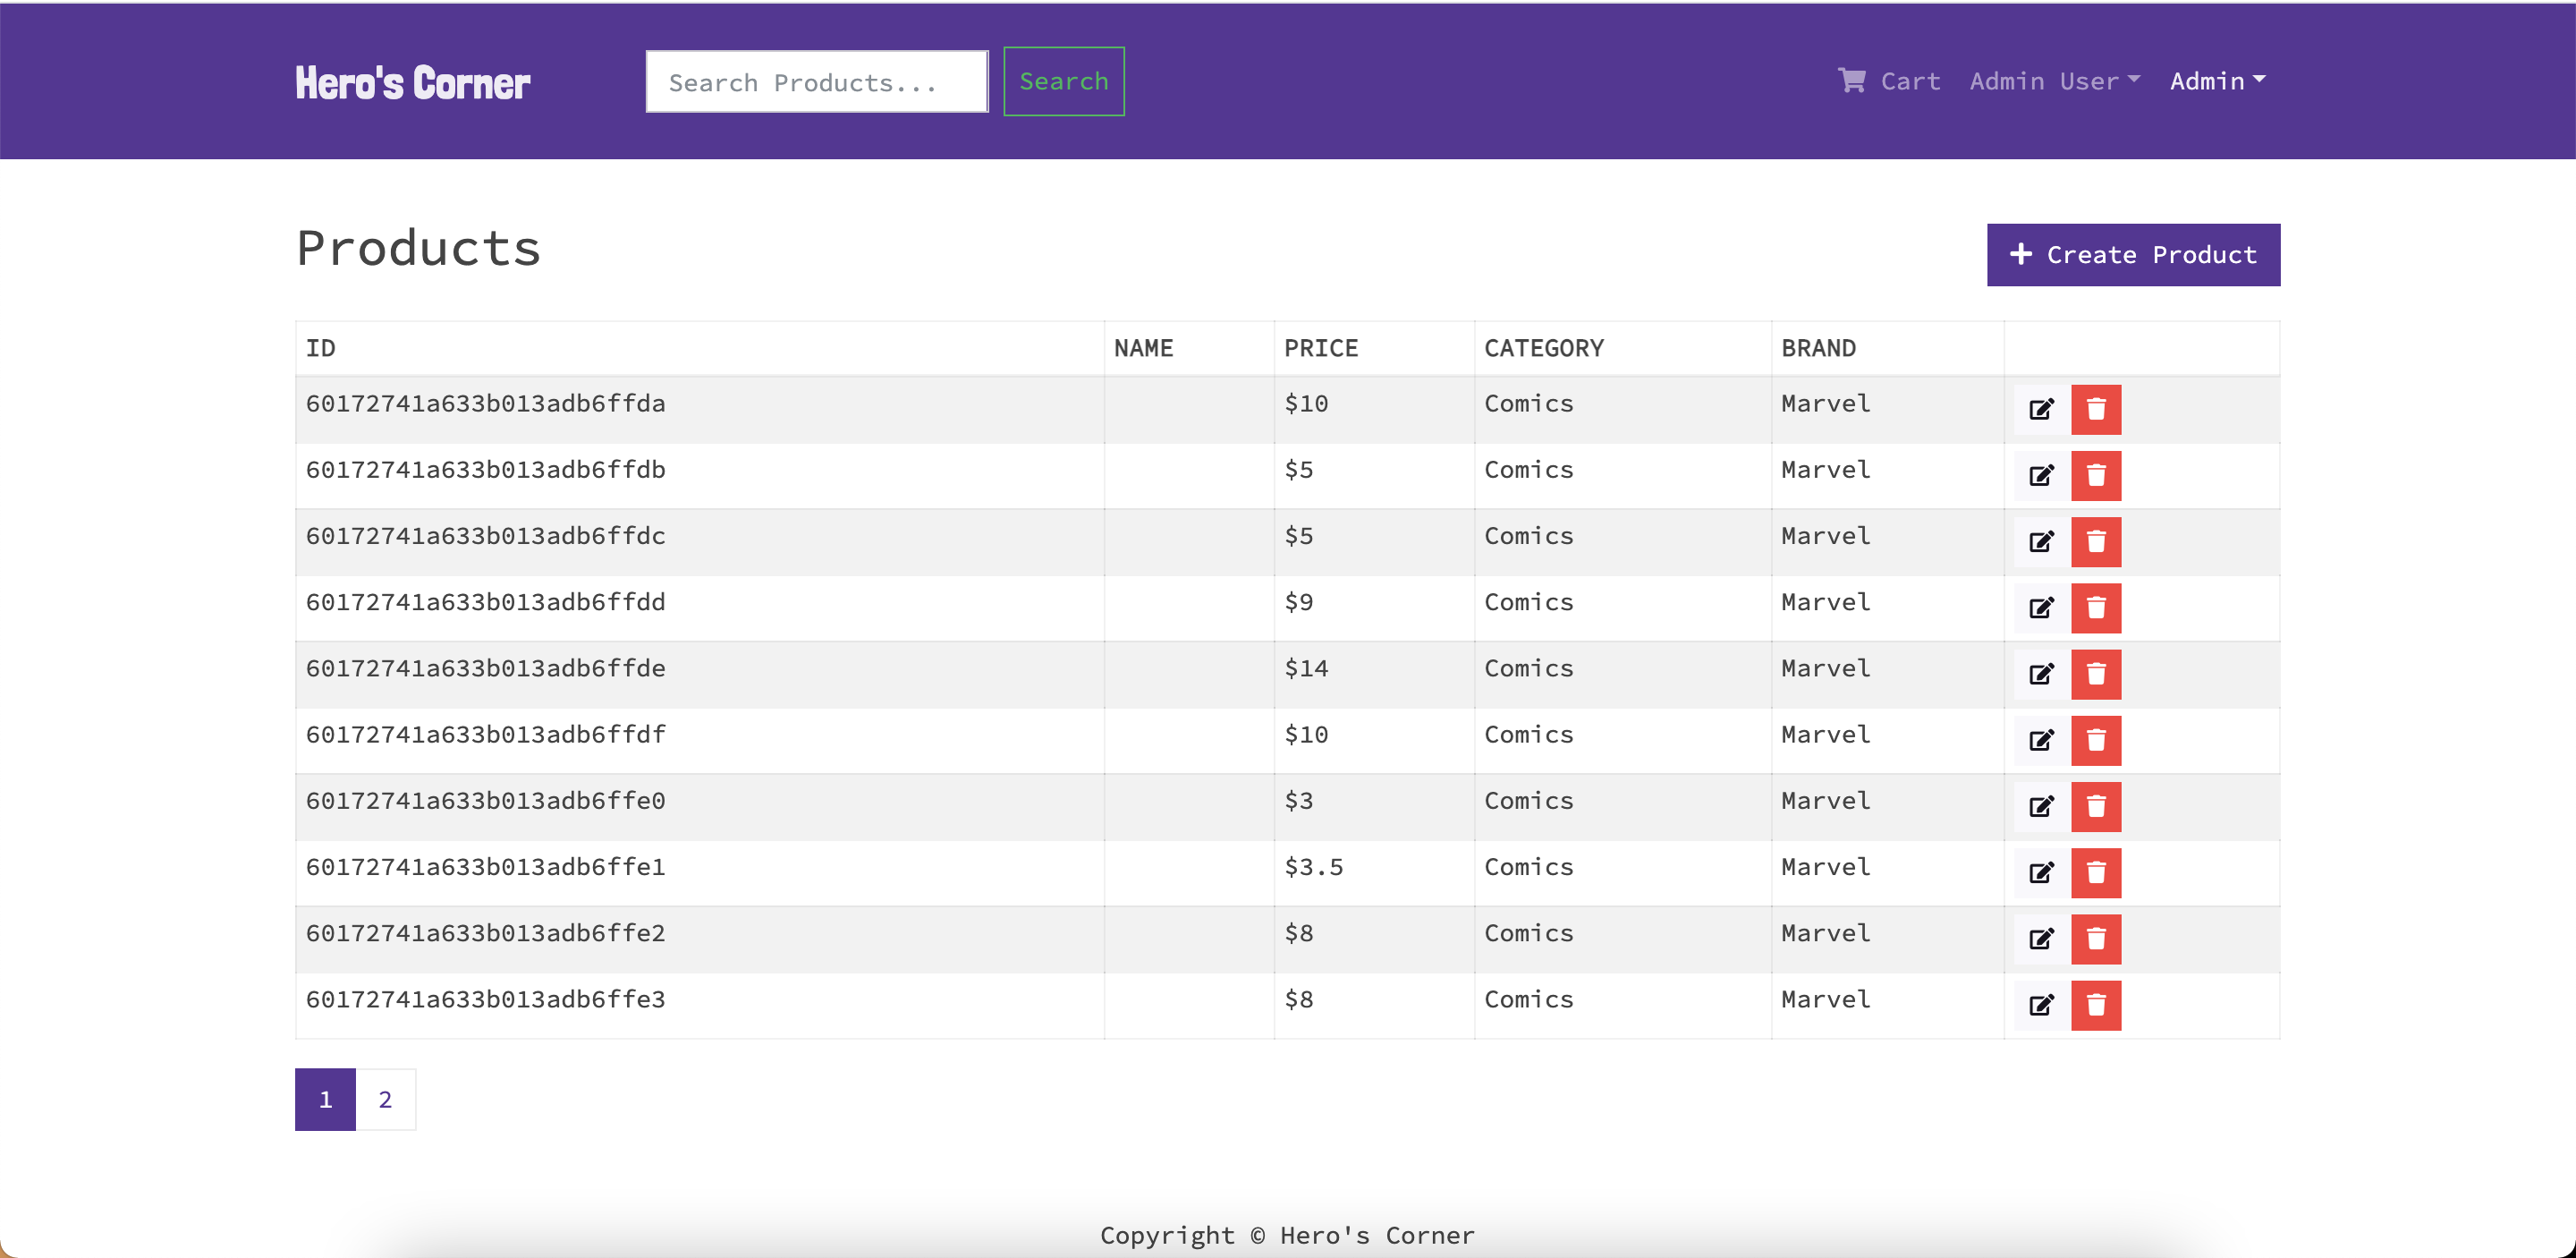 Hero's Corner Search Products... Search Cart Admin User Admin
Products + Create Product
ID NAME PRICE CATEGORY BRAND
60172741a633b013adb6ffda $10 Comics Marvel
60172741a633b013adb6ffdb $5 Comics Marvel
60172741a633b013adb6ffdc $5 Comics Marvel
60172741a633b013adb6ffdd $9 Comics Marvel
60172741a633b013adb6ffde $14 Comics Marvel
60172741a633b013adb6ffdf $10 Comics Marvel
60172741a633b013adb6ffe0 $3 Comics Marvel
60172741a633b013adb6ffe1 $3.5 Comics Marvel
60172741a633b013adb6ffe2 $8 Comics Marvel
60172741a633b013adb6ffe3 $8 Comics Marvel
1 2
Copyright © Hero's Corner